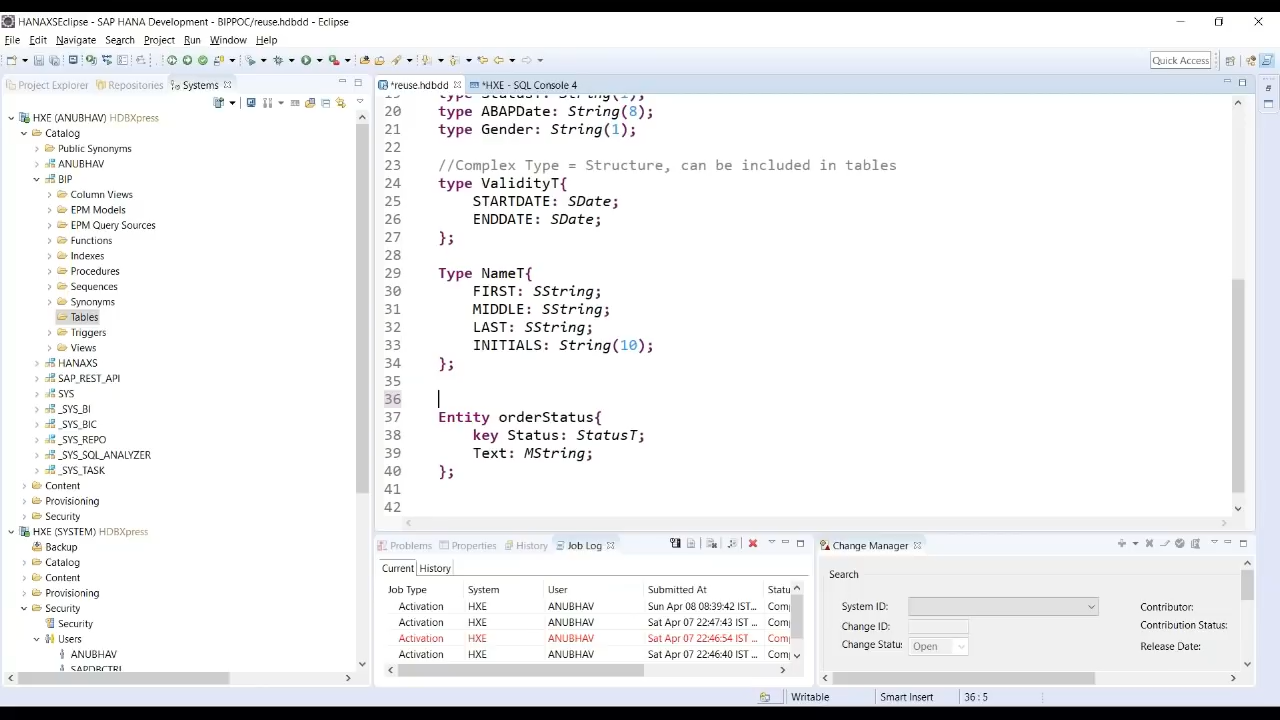 HANAXSEclipse - SAP HANA Development - BIPPOC/reuse.hdbdd - Eclipse
File Edit Navigate Search Project Run Window Help
Quick Access
Project Explorer Repositories Systems
*reuse.hdbdd *HXE - SQL Console 4
HXE (ANUBHAV) HDBXpress
Catalog
Public Synonyms
ANUBHAV
BIP
Column Views
EPM Models
EPM Query Sources
Functions
Indexes
Procedures
Sequences
Synonyms
Tables
Triggers
Views
HANAXS
SAP_REST_API
SYS
_SYS_BI
_SYS_BIC
_SYS_REPO
_SYS_SQL_ANALYZER
_SYS_TASK
Content
Provisioning
Security
HXE (SYSTEM) HDBXpress
Backup
Catalog
Content
Provisioning
Security
Security
Users
ANUBHAV
SAPDBCTRL
19 type StatusT: String(1);
20 type ABAPDate: String(8);
21 type Gender: String(1);
22
23 //Complex Type = Structure, can be included in tables
24 type ValidityT{
25 STARTDATE: SDate;
26 ENDDATE: SDate;
27 };
28
29 Type NameT{
30 FIRST: SString;
31 MIDDLE: SString;
32 LAST: SString;
33 INITIALS: String(10);
34 };
35
36
37 Entity orderStatus{
38 key Status: StatusT;
39 Text: MString;
40 };
41
42
Problems Properties History Job Log
Current History
Job Type System User Submitted At Statu
Activation HXE ANUBHAV Sun Apr 08 08:39:42 IST... Comp
Activation HXE ANUBHAV Sat Apr 07 22:47:43 IST... Comp
Activation HXE ANUBHAV Sat Apr 07 22:46:54 IST ... Comp
Activation HXE ANUBHAV Sat Apr 07 22:46:40 IST ... Comp
Change Manager
Search
System ID:
Change ID:
Change Statu: Open
Contributor:
Contribution Status:
Release Date:
Writable Smart Insert 36 : 5